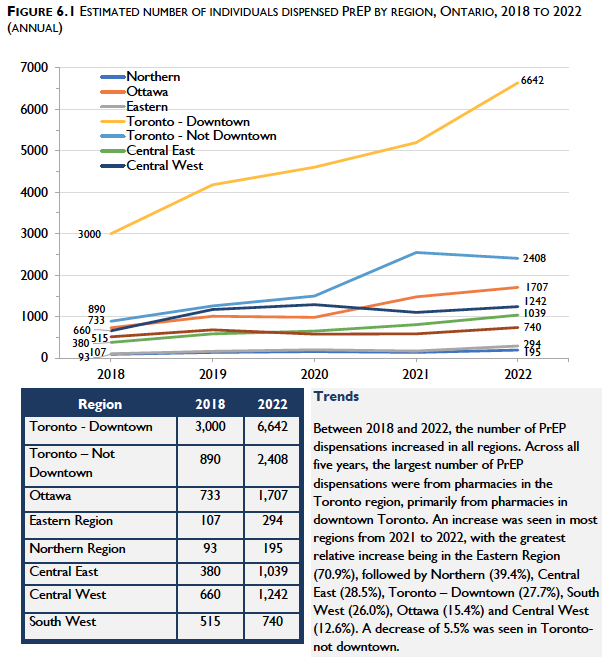 FIGURE 6.1 ESTIMATED NUMBER OF INDIVIDUALS DISPENSED PREP BY REGION, ONTARIO, 2018 TO 2022
(ANNUAL)
7000
6000
5000
4000
3000
2000
1000
0
Northern
Ottawa
Eastern
Toronto - Downtown
Toronto - Not Downtown
Central East
Central West
3000
890
733
660
515
380
107
93
6642
2408
1707
1242
1039
740
294
195
2018 2019 2020 2021 2022
Region 2018 2022
Toronto - Downtown 3,000 6,642
Toronto – Not
Downtown 890 2,408
Ottawa 733 1,707
Eastern Region 107 294
Northern Region 93 195
Central East 380 1,039
Central West 660 1,242
South West 515 740
Trends
Between 2018 and 2022, the number of PrEP
dispensations increased in all regions. Across all
five years, the largest number of PrEP
dispensations were from pharmacies in the
Toronto region, primarily from pharmacies in
downtown Toronto. An increase was seen in most
regions from 2021 to 2022, with the greatest
relative increase being in the Eastern Region
(70.9%), followed by Northern (39.4%), Central
East (28.5%), Toronto – Downtown (27.7%), South
West (26.0%), Ottawa (15.4%) and Central West
(12.6%). A decrease of 5.5% was seen in Toronto-
not downtown.